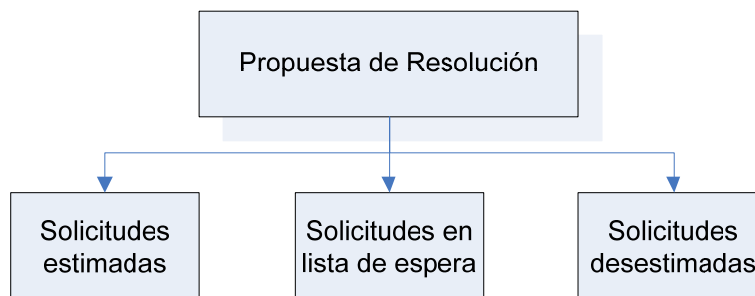 Propuesta de Resolución
Solicitudes
estimadas
Solicitudes en
lista de espera
Solicitudes
desestimadas